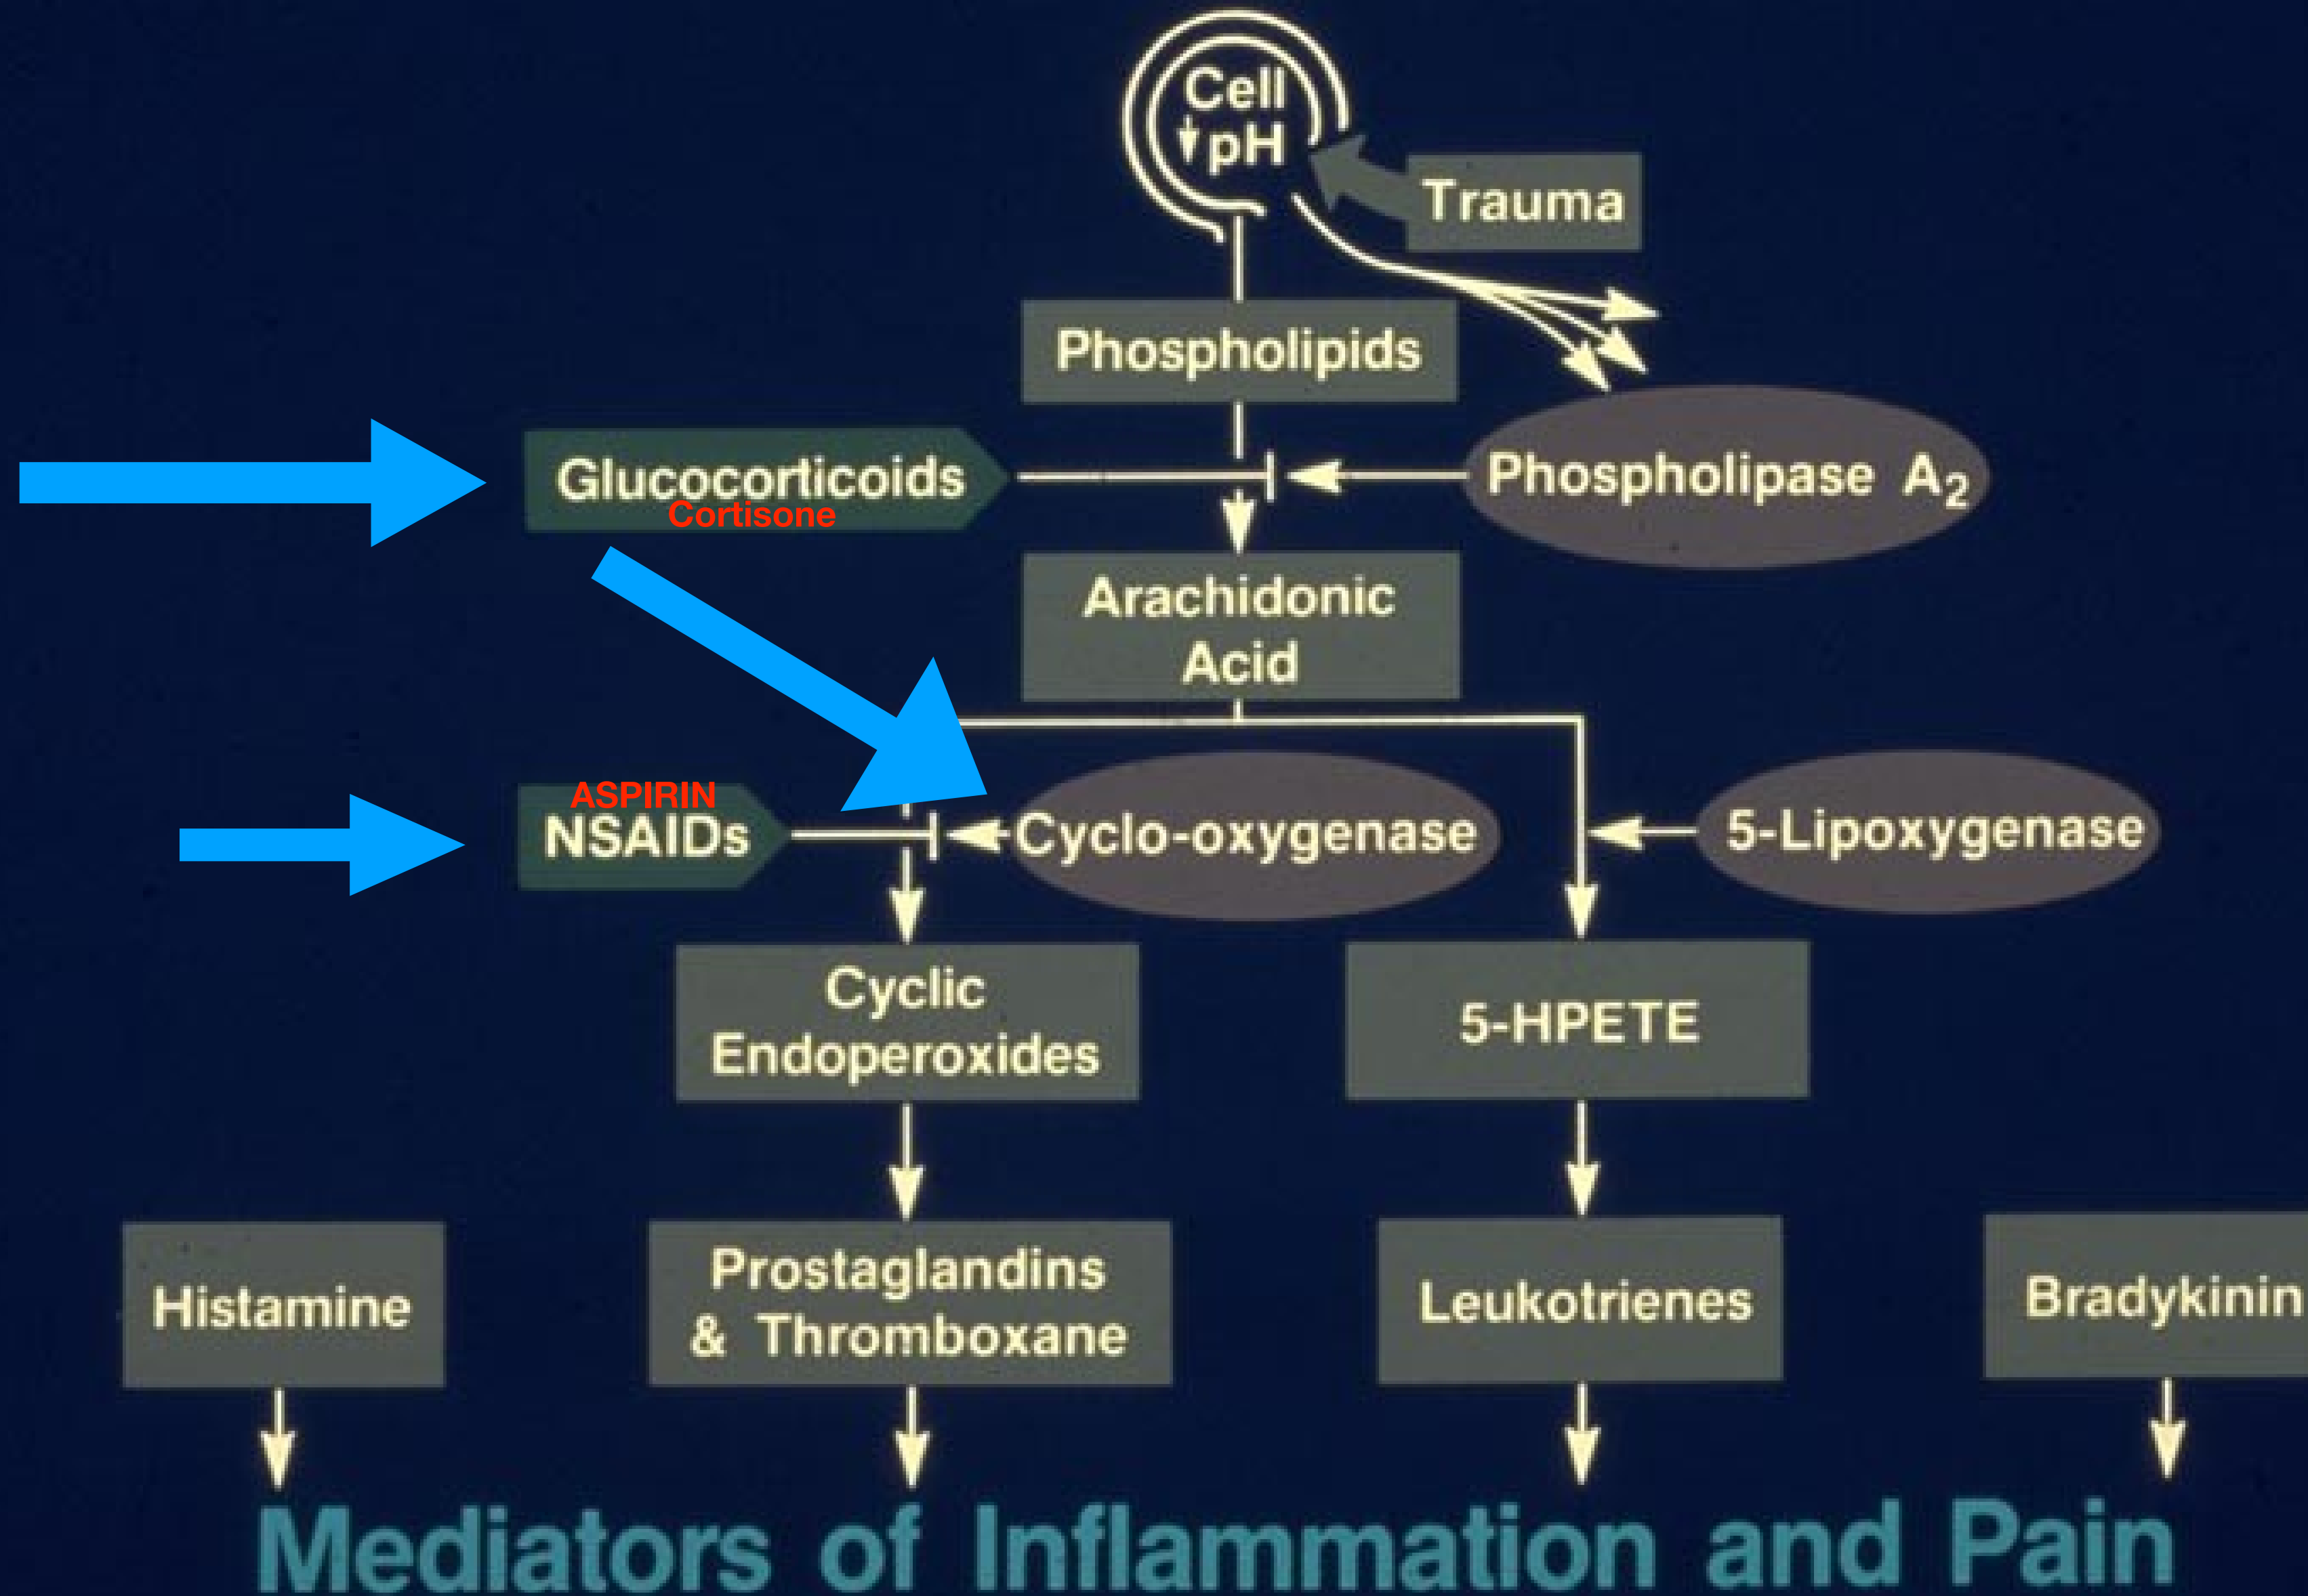 Cell
↓ pH
Trauma
Phospholipids
Glucocorticoids
Cortisone
Phospholipase A₂
Arachidonic
Acid
ASPIRIN
NSAIDs
Cyclo-oxygenase
5-Lipoxygenase
Cyclic
Endoperoxides
5-HPETE
Histamine
Prostaglandins
& Thromboxane
Leukotrienes
Bradykinin
Mediators of Inflammation and Pain